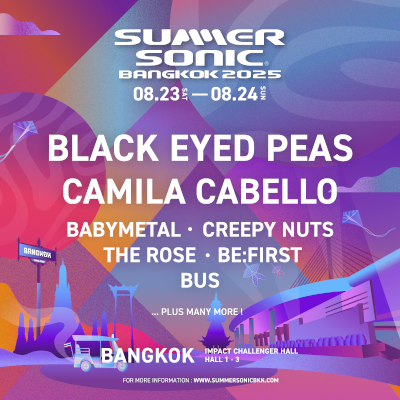 SUMMER
SONIC®
BANGKOK 2025
08.23 SAT — 08.24 SUN
BLACK EYED PEAS
CAMILA CABELLO
BABYMETAL · CREEPY NUTS
THE ROSE · BE:FIRST
BUS
... PLUS MANY MORE !
BANGKOK
BANGKOK IMPACT CHALLENGER HALL
HALL 1 - 3
FOR MORE INFORMATION : WWW.SUMMERSONICBKK.COM